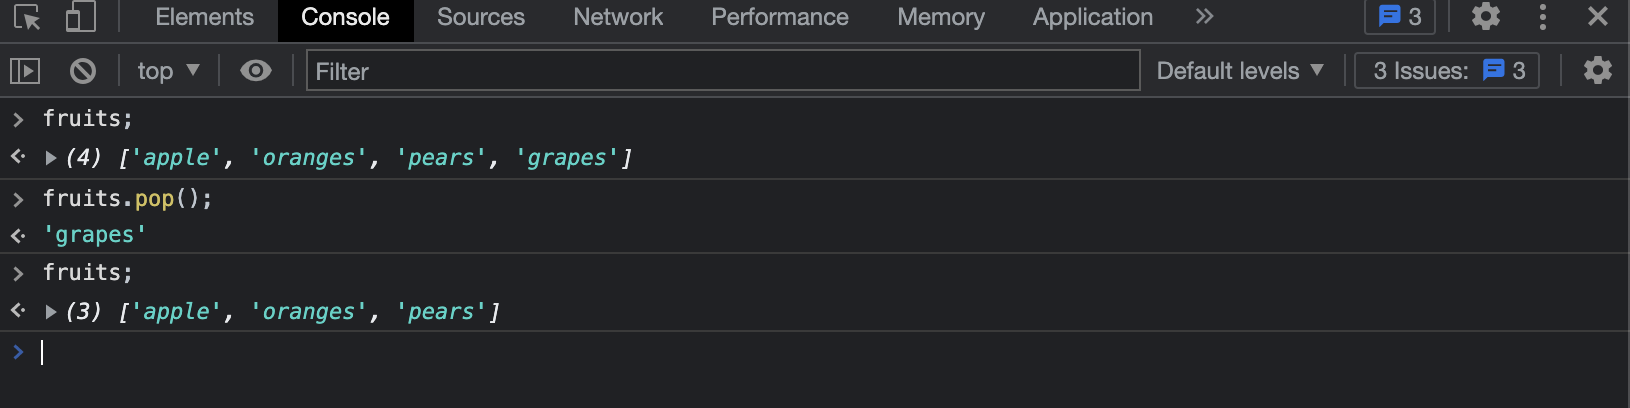 Elements Console Sources Network Performance Memory Application 3
top Filter Default levels 3 Issues: 3
fruits;
(4) ['apple', 'oranges', 'pears', 'grapes']
fruits.pop();
'grapes'
fruits;
(3) ['apple', 'oranges', 'pears']